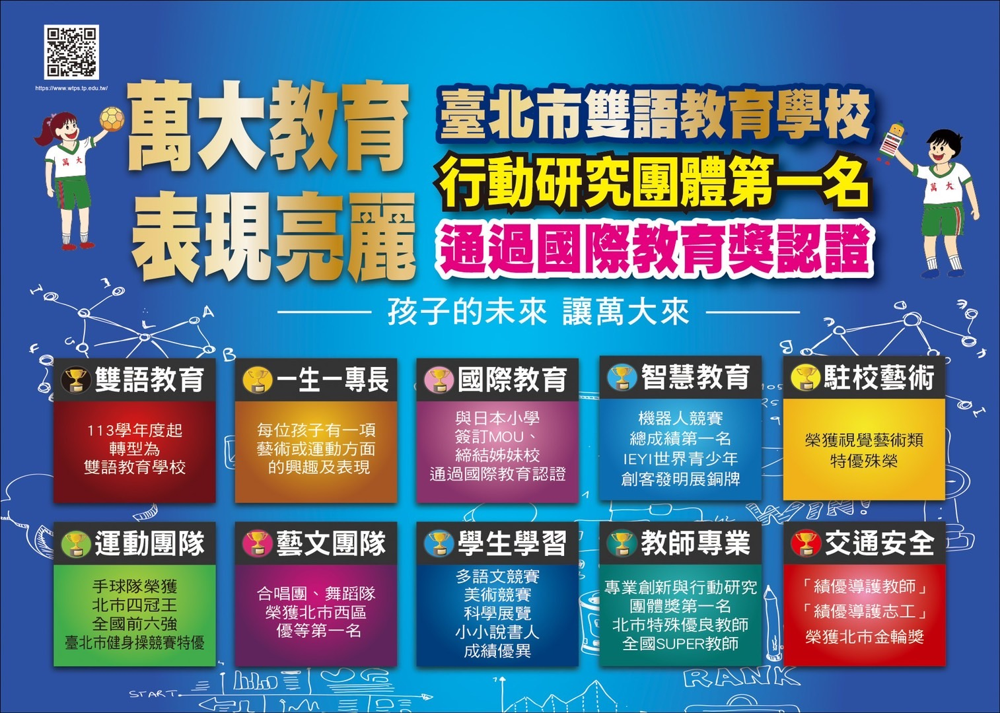 https://www.wtps.tp.edu.tw/
萬大教育
表現亮麗
臺北市雙語教育學校
行動研究團體第一名
通過國際教育獎認證
萬大
萬大
孩子的未來 讓萬大來
雙語教育
113學年度起
轉型為
雙語教育學校
一生一專長
每位孩子有一項
藝術或運動方面
的興趣及表現
國際教育
與日本小學
簽訂MOU、
締結姊妹校
通過國際教育認證
智慧教育
機器人競賽
總成績第一名
IEYI世界青少年
創客發明展銅牌
駐校藝術
榮獲視覺藝術類
特優殊榮
運動團隊
手球隊榮獲
北市四冠王
全國前六強
臺北市健身操競賽特優
藝文團隊
合唱團、舞蹈隊
榮獲北市西區
優等第一名
學生學習
多語文競賽
美術競賽
科學展覽
小小說書人
成績優異
教師專業
專業創新與行動研究
團體獎第一名
北市特殊優良教師
全國SUPER教師
交通安全
「績優導護教師」
「績優導護志工」
榮獲北市金輪獎
A
B
B
WIN!
START
RANK